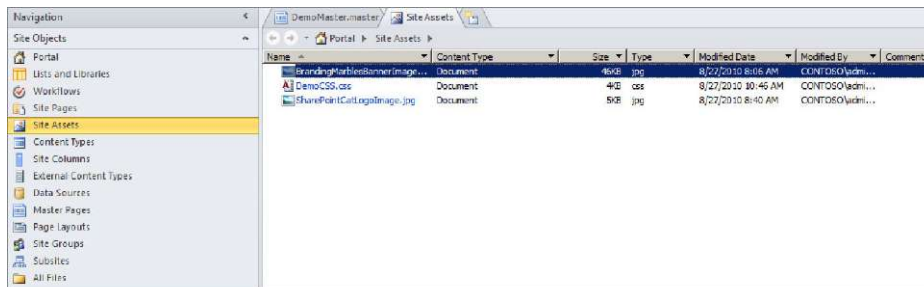 Navigation
DemoMaster.master
Site Assets
Site Objects
Portal
Site Assets
Portal
Lists and Libraries
Workflows
Site Pages
Site Assets
Content Types
Site Columns
External Content Types
Data Sources
Master Pages
Page Layouts
Site Groups
Subsites
All Files
Name Content Type Size Type Modified Date Modified By Comment
BrandingMarblesBannerImage... Document 46KB jpg 8/27/2010 8:06 AM CONTOSO\admi...
DemoCSS.css Document 4KB css 8/27/2010 10:46 AM CONTOSO\admi...
SharePointCatLogoImage.jpg Document 5KB jpg 8/27/2010 8:40 AM CONTOSO\admi...